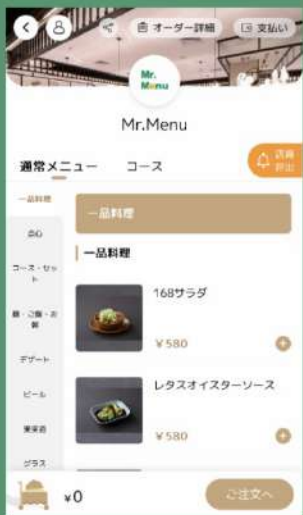 オーダー詳細
支払い
Mr.
Menu
Mr.Menu
通常メニュー
コース
店員
呼出
一品料理
点心
コース・セッ
ト
麺・ご飯・お
粥
デザート
ビール
果実酒
グラス
一品料理
一品料理
168サラダ
¥580
レタスオイスターソース
¥580
¥0
ご注文へ